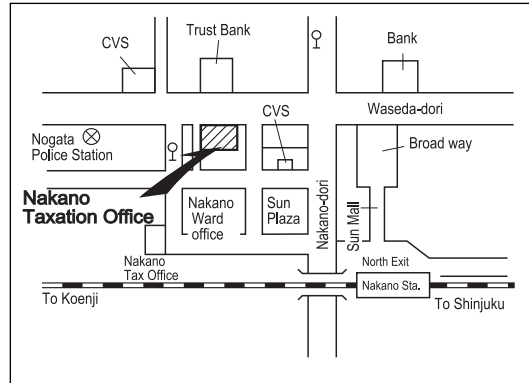 CVS
Trust Bank
Bank
Waseda-dori
Nogata
Police Station
CVS
Broad way
Nakano
Taxation Office
Nakano
Ward
office
Sun
Plaza
Nakano-dori
Sun Mall
Nakano
Tax Office
North Exit
Nakano Sta.
To Koenji
To Shinjuku